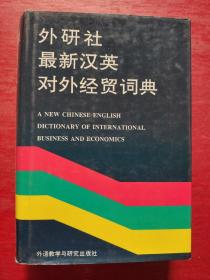 外研社
最新汉英
对外经贸词典
A NEW CHINESE-ENGLISH
DICTIONARY OF INTERNATIONAL
BUSINESS AND ECONOMICS
外语教学与研究出版社